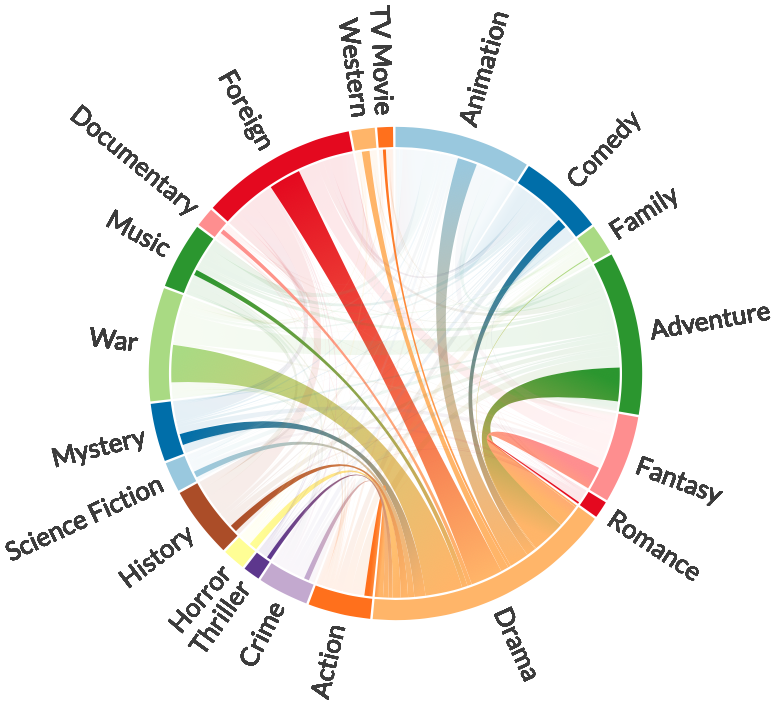 TV Movie
Animation
Comedy
Family
Adventure
Fantasy
Romance
Drama
Action
Crime
Thriller
Horror
History
Science Fiction
Mystery
War
Music
Documentary
Foreign
Western